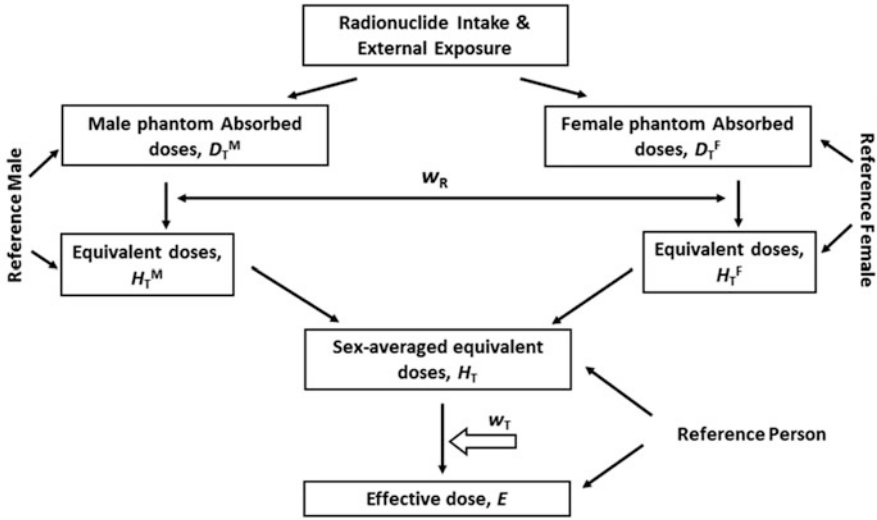 Radionuclide Intake &
External Exposure
Male phantom Absorbed
doses, D_T^M
Female phantom Absorbed
doses, D_T^F
Reference Male
w_R
Reference Female
Equivalent doses,
H_T^M
Equivalent doses,
H_T^F
Sex-averaged equivalent
doses, H_T
w_T
Reference Person
Effective dose, E